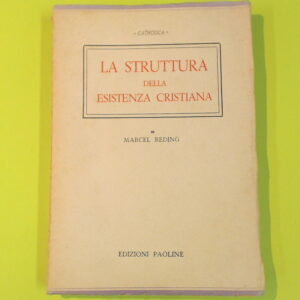 - CATHOLICA -
LA STRUTTURA
DELLA
ESISTENZA CRISTIANA
MARCEL REDING
EDIZIONI PAOLINE